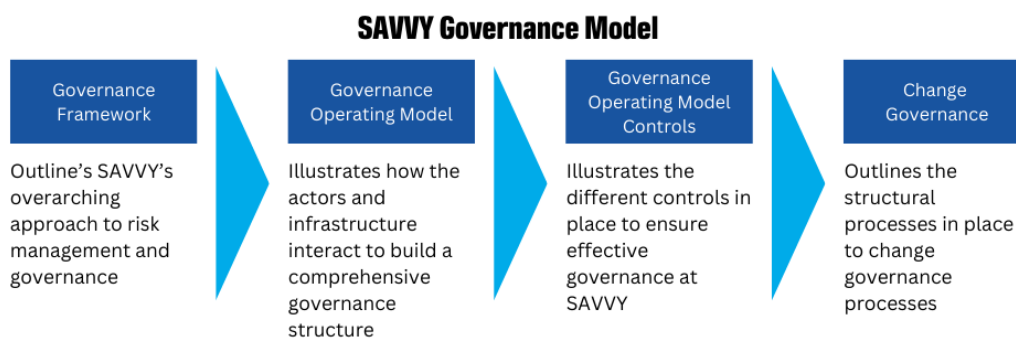 SAVVY Governance Model
Governance
Framework
Outline’s SAVVY’s
overarching
approach to risk
management and
governance
Governance
Operating Model
Illustrates how the
actors and
infrastructure
interact to build a
comprehensive
governance
structure
Governance
Operating Model
Controls
Illustrates the
different controls in
place to ensure
effective
governance at
SAVVY
Change
Governance
Outlines the
structural
processes in place
to change
governance
processes